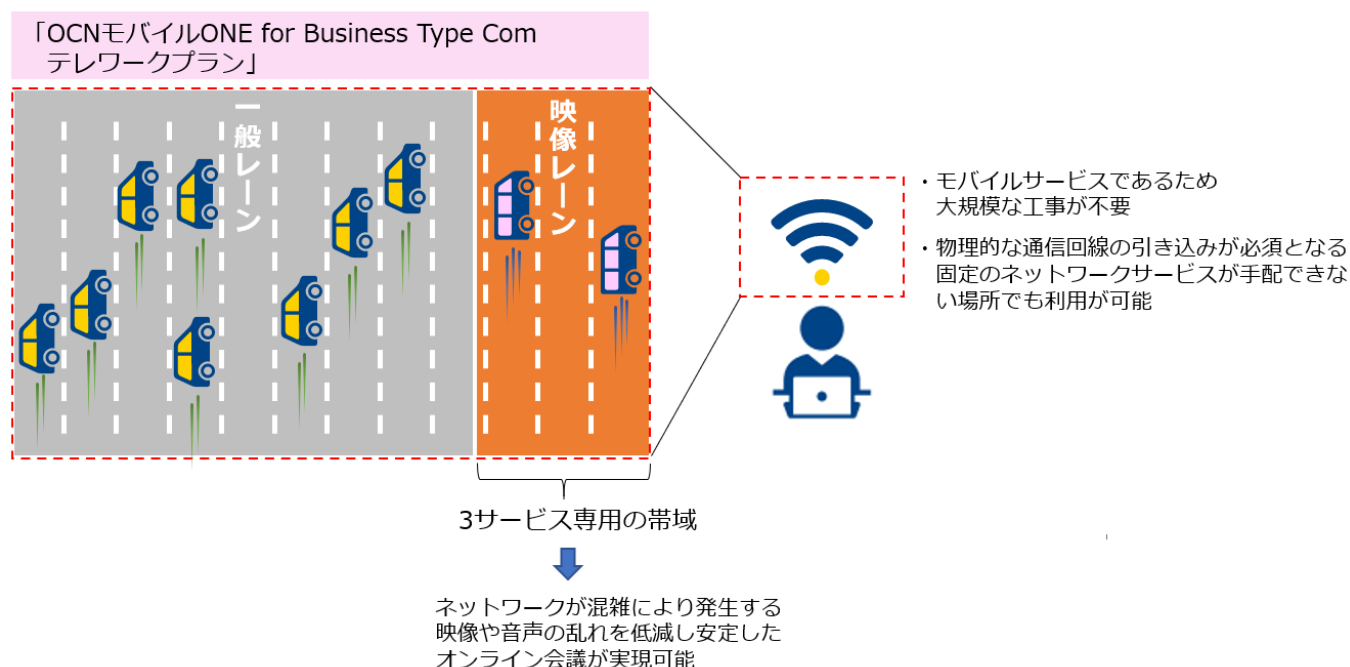 「OCNモバイルONE for Business Type Com
テレワークプラン」
一般レーン
映像レーン
・モバイルサービスであるため
大規模な工事が不要
・物理的な通信回線の引き込みが必須となる
固定のネットワークサービスが手配できな
い場所でも利用が可能
3サービス専用の帯域
ネットワークが混雑により発生する
映像や音声の乱れを低減し安定した
オンライン会議が実現可能